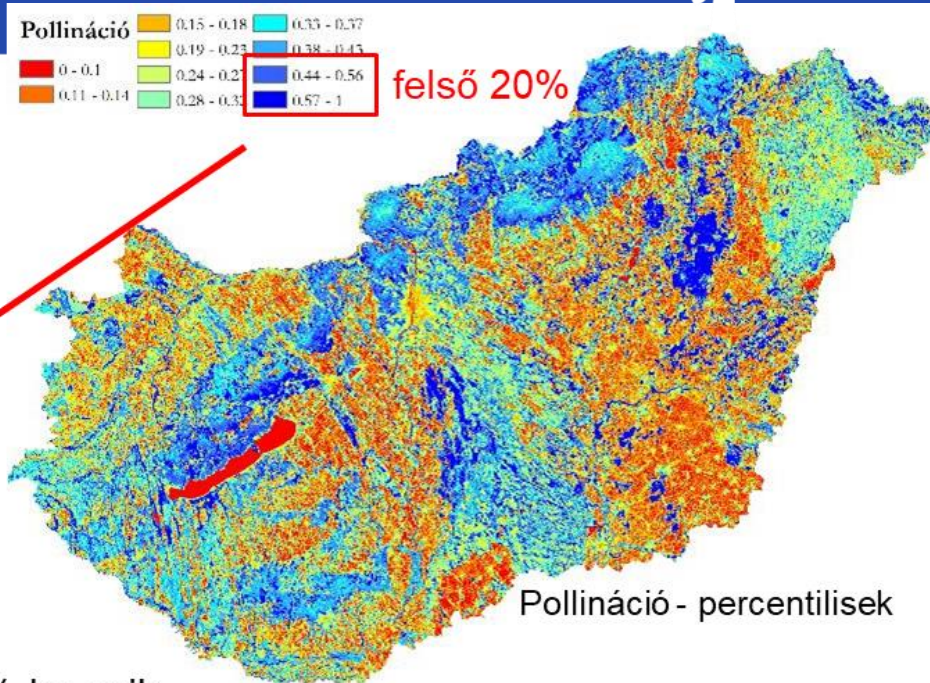 Pollináció
0 - 0.1
0.11 - 0.14
0.15 - 0.18
0.19 - 0.23
0.24 - 0.27
0.28 - 0.32
0.33 - 0.37
0.38 - 0.43
0.44 - 0.56
0.57 - 1
felső 20%
Pollináció - percentilisek